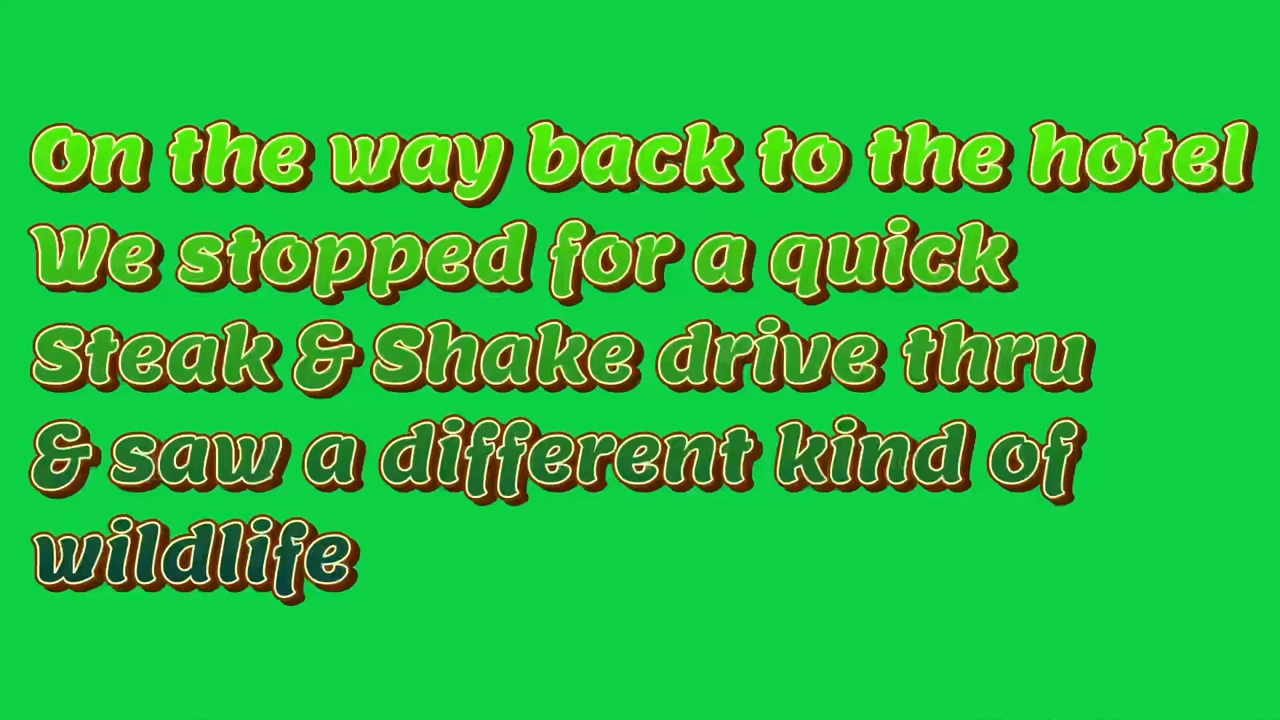 On the way back to the hotel
We stopped for a quick
Steak & Shake drive thru
& saw a different kind of
wildlife